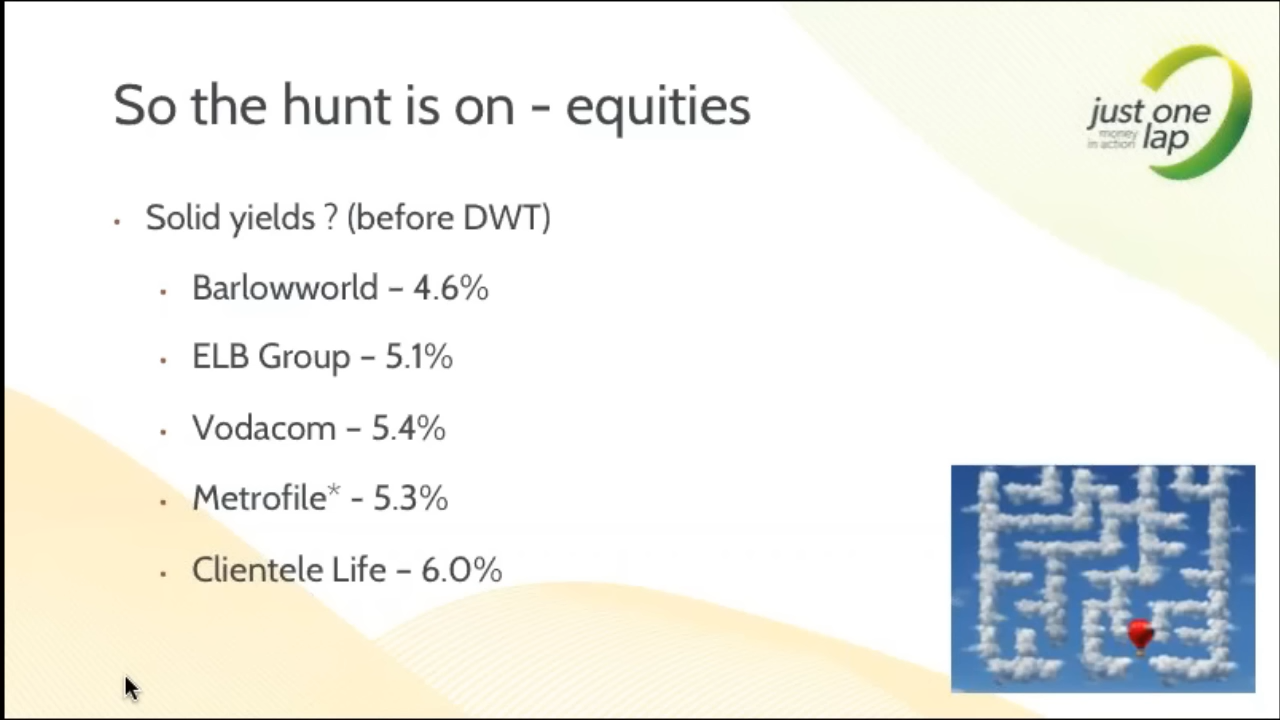 So the hunt is on - equities
just one
money
in action lap
· Solid yields ? (before DWT)
· Barlowworld – 4.6%
· ELB Group – 5.1%
· Vodacom – 5.4%
· Metrofile* - 5.3%
· Clientele Life – 6.0%